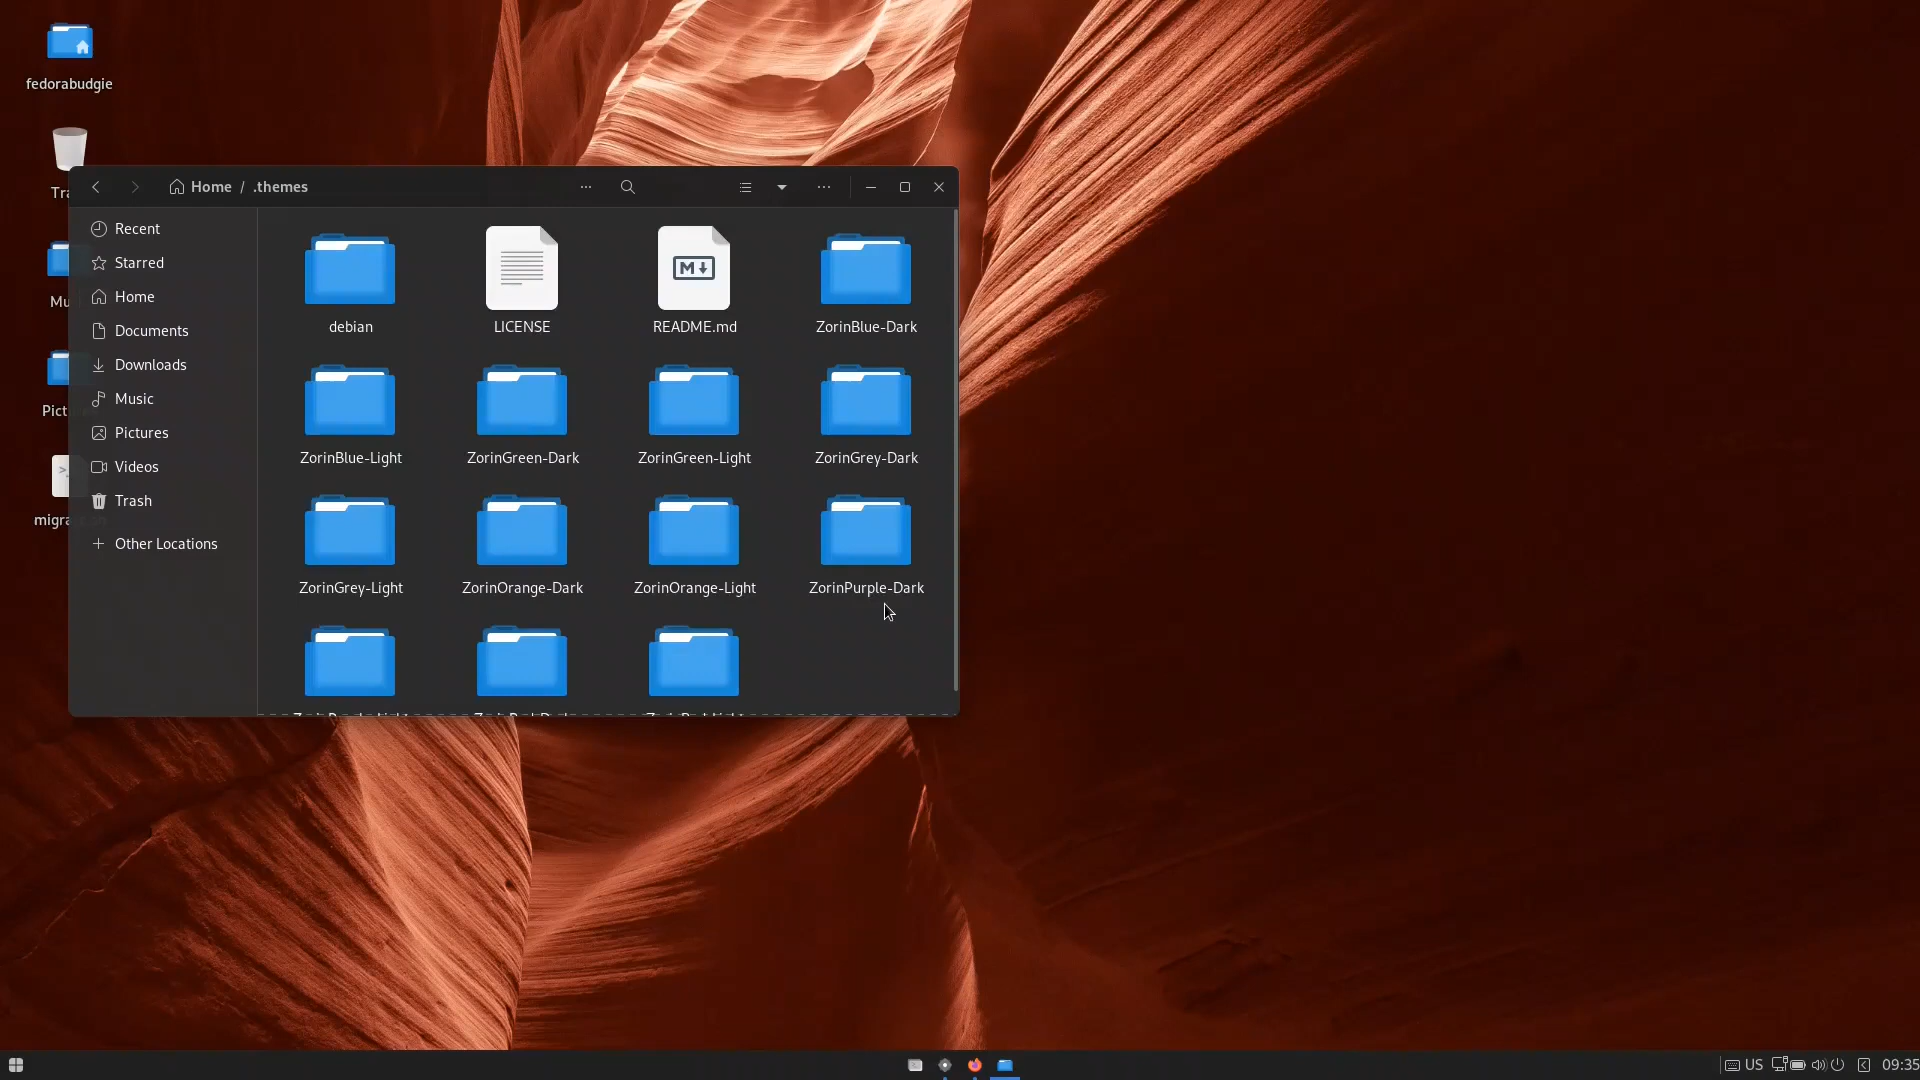 fedorabudgie
Home / .themes
Recent
Starred
Home
Documents
Downloads
Music
Pictures
Videos
Trash
Other Locations
debian
LICENSE
M
README.md
ZorinBlue-Dark
ZorinBlue-Light
ZorinGreen-Dark
ZorinGreen-Light
ZorinGrey-Dark
ZorinGrey-Light
ZorinOrange-Dark
ZorinOrange-Light
ZorinPurple-Dark
US
09:35